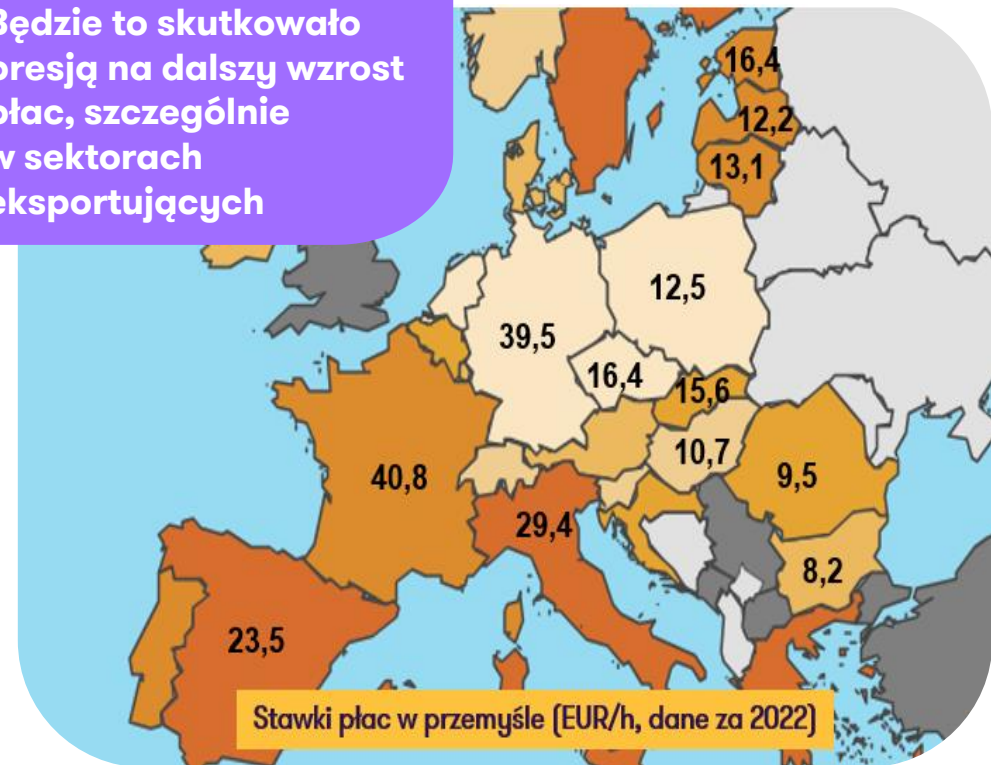 Będzie to skutkowało
presją na dalszy wzrost
płac, szczególnie
w sektorach
eksportujących
16,4
12,2
13,1
12,5
39,5
16,4
15,6
10,7
40,8
9,5
29,4
8,2
23,5
Stawki płac w przemyśle (EUR/h, dane za 2022)